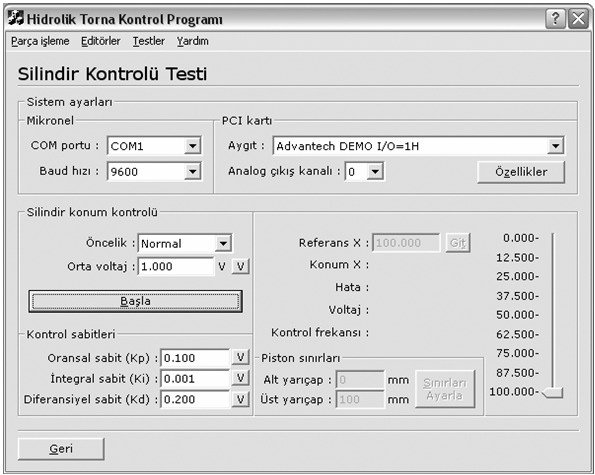 Hidrolik Torna Kontrol Programı
Parça işleme Editörler Testler Yardım
Silindir Kontrolü Testi
Sistem ayarları
Mikronel
COM portu : COM1
Baud hızı : 9600
PCI kartı
Aygıt : Advantech DEMO I/O=1H
Analog çıkış kanalı : 0
Özellikler
Silindir konum kontrolü
Öncelik : Normal
Orta voltaj : 1.000 V V
Başla
Kontrol sabitleri
Oransal sabit (Kp) : 0.100 V
İntegral sabit (Ki) : 0.001 V
Diferansiyel sabit (Kd) : 0.200 V
Referans X : 100.000 Git
Konum X :
Hata :
Voltaj :
Kontrol frekansı :
Piston sınırları
Alt yarıçap : 0 mm
Üst yarıçap : 100 mm
Sınırları
Ayarla
0.000-
12.500-
25.000-
37.500-
50.000-
62.500-
75.000-
87.500-
100.000-
Geri